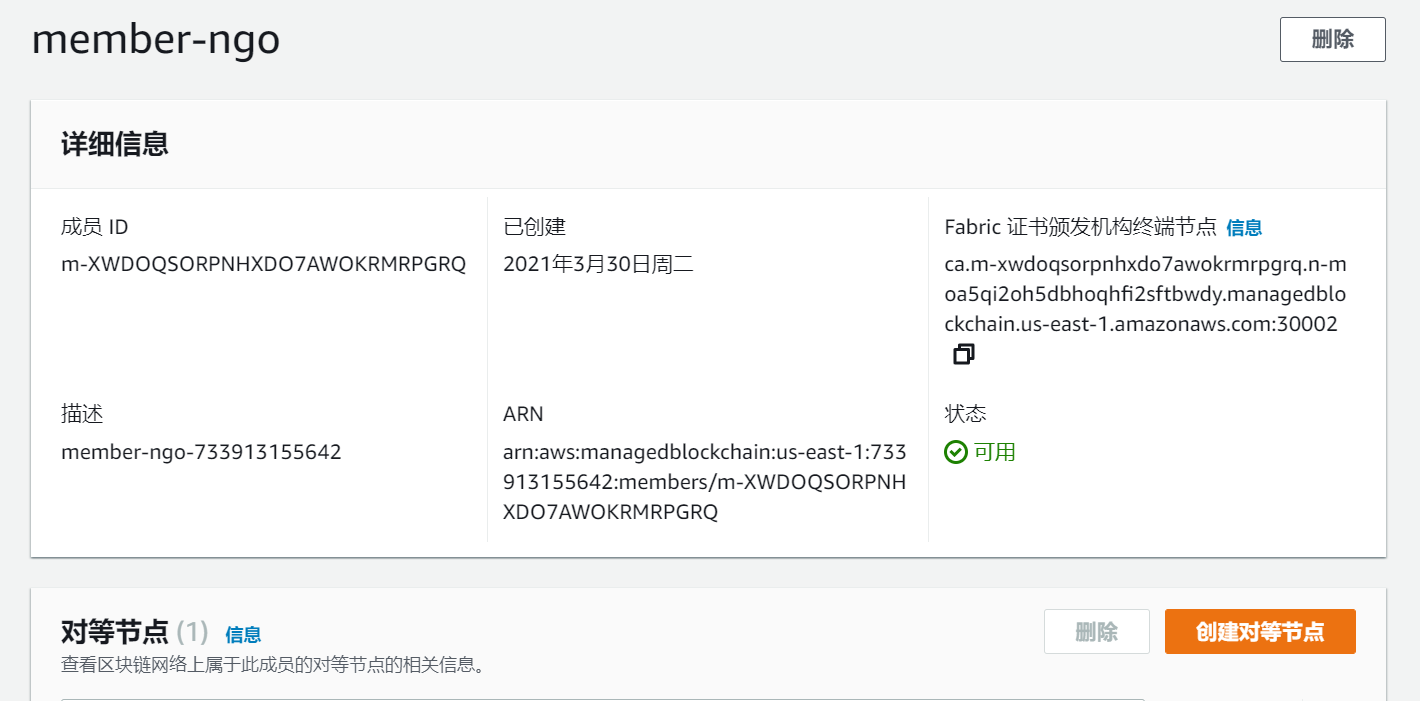 member-ngo
删除
详细信息
成员 ID
m-XWDOQSORPNHXDO7AWOKRMRPGRQ
已创建
2021年3月30日周二
Fabric 证书颁发机构终端节点 信息
ca.m-xwdoqsorpnhxdo7awokrmrpgrq.n-m
oa5qi2oh5dbhoqhfi2sftbwdy.managedblo
ckchain.us-east-1.amazonaws.com:30002
描述
member-ngo-733913155642
ARN
arn:aws:managedblockchain:us-east-1:733
913155642:members/m-XWDOQSORPNH
XDO7AWOKRMRPGRQ
状态
可用
对等节点 (1) 信息
删除
创建对等节点
查看区块链网络上属于此成员的对等节点的相关信息。